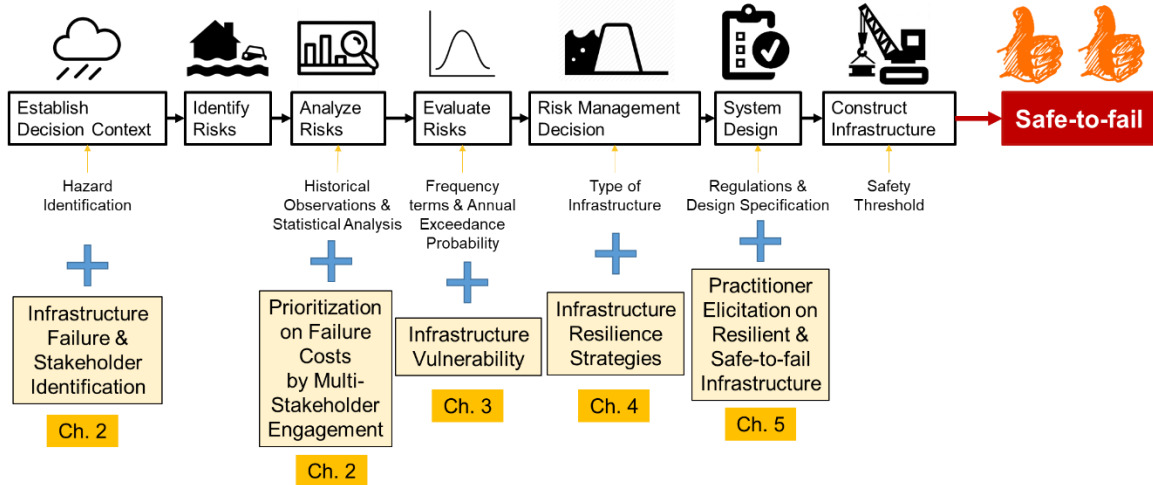 Establish
Decision Context
Identify
Risks
Analyze
Risks
Evaluate
Risks
Risk Management
Decision
System
Design
Construct
Infrastructure
Safe-to-fail
Hazard
Identification
Historical
Observations &
Statistical Analysis
Frequency
terms & Annual
Exceedance
Probability
Type of
Infrastructure
Regulations &
Design Specification
Safety
Threshold
Infrastructure
Failure &
Stakeholder
Identification
Ch. 2
Prioritization
on Failure
Costs
by Multi-
Stakeholder
Engagement
Ch. 2
Infrastructure
Vulnerability
Ch. 3
Infrastructure
Resilience
Strategies
Ch. 4
Practitioner
Elicitation on
Resilient &
Safe-to-fail
Infrastructure
Ch. 5